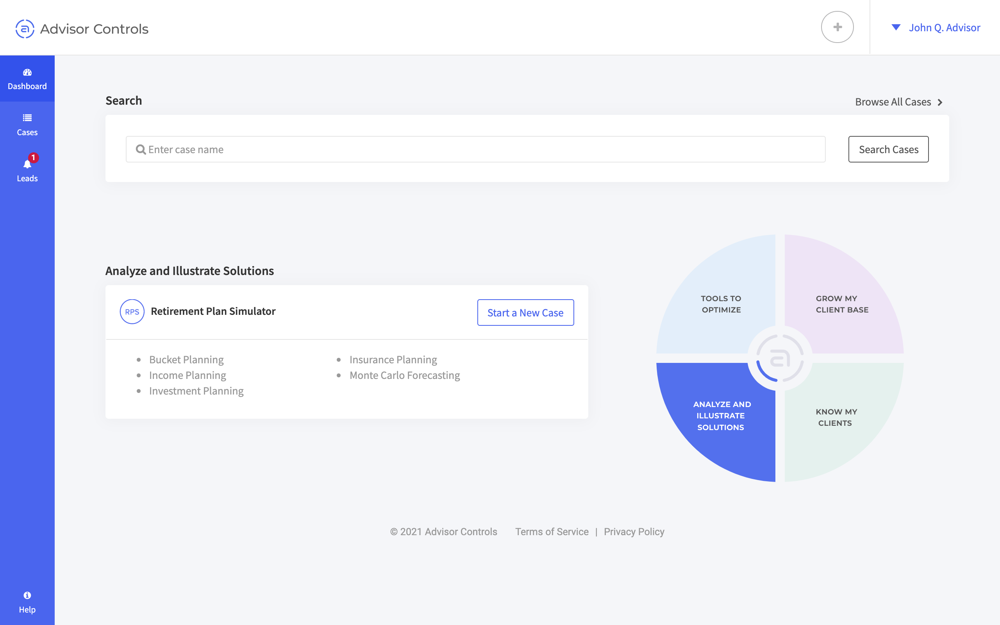 Advisor Controls
John Q. Advisor
Dashboard
Cases
1
Leads
Help
Search
Browse All Cases
Enter case name
Search Cases
Analyze and Illustrate Solutions
RPS
Retirement Plan Simulator
Start a New Case
Bucket Planning
Income Planning
Investment Planning
Insurance Planning
Monte Carlo Forecasting
TOOLS TO
OPTIMIZE
GROW MY
CLIENT BASE
ANALYZE AND
ILLUSTRATE
SOLUTIONS
KNOW MY
CLIENTS
© 2021 Advisor Controls Terms of Service | Privacy Policy